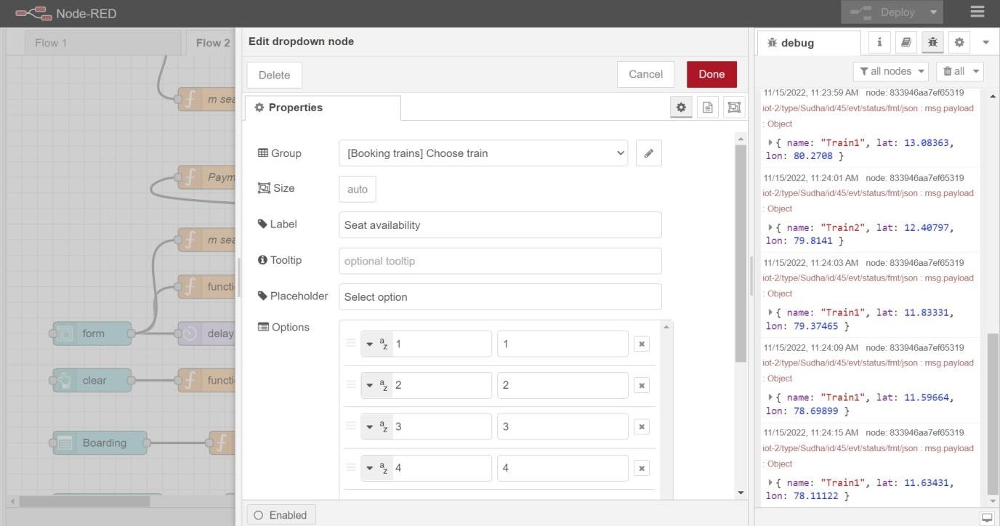 Node-RED
Deploy
Flow 1
Flow 2
m sea
Paym
m sea
functi
form
delay
clear
functi
Boarding
Edit dropdown node
Delete
Cancel
Done
Properties
Group
[Booking trains] Choose train
Size
auto
Label
Seat availability
Tooltip
optional tooltip
Placeholder
Select option
Options
1 1
2 2
3 3
4 4
Enabled
debug
all nodes
all
11/15/2022, 11:23:59 AM node: 833946aa7ef65319
iot-2/type/Sudha/id/45/evt/status/fmt/json : msg.payload
: Object
{ name: "Train1", lat: 13.08363,
lon: 80.2708 }
11/15/2022, 11:24:01 AM node: 833946aa7ef65319
iot-2/type/Sudha/id/45/evt/status/fmt/json : msg.payload
: Object
{ name: "Train2", lat: 12.40797,
lon: 79.8141 }
11/15/2022, 11:24:03 AM node: 833946aa7ef65319
iot-2/type/Sudha/id/45/evt/status/fmt/json : msg.payload
: Object
{ name: "Train1", lat: 11.83331,
lon: 79.37465 }
11/15/2022, 11:24:09 AM node: 833946aa7ef65319
iot-2/type/Sudha/id/45/evt/status/fmt/json : msg.payload
: Object
{ name: "Train1", lat: 11.59664,
lon: 78.69899 }
11/15/2022, 11:24:15 AM node: 833946aa7ef65319
iot-2/type/Sudha/id/45/evt/status/fmt/json : msg.payload
: Object
{ name: "Train1", lat: 11.63431,
lon: 78.11122 }